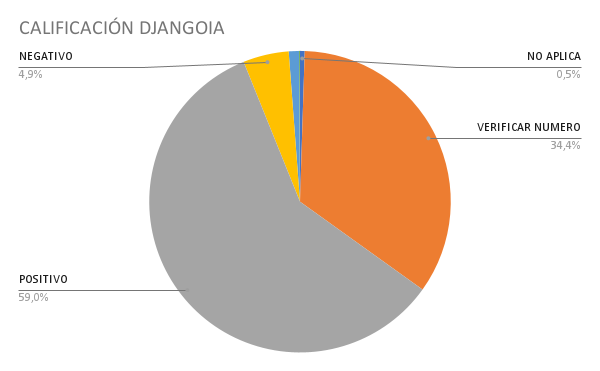 CALIFICACIÓN DJANGOIA
NEGATIVO
4,9%
NO APLICA
0,5%
VERIFICAR NUMERO
34,4%
POSITIVO
59,0%